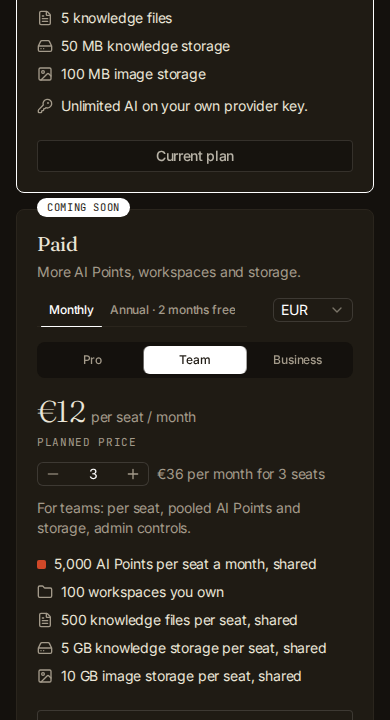 5 knowledge files
50 MB knowledge storage
100 MB image storage
Unlimited AI on your own provider key.
Current plan
COMING SOON
Paid
More AI Points, workspaces and storage.
Monthly Annual · 2 months free EUR
Pro Team Business
€12 per seat / month
PLANNED PRICE
− 3 + €36 per month for 3 seats
For teams: per seat, pooled AI Points and
storage, admin controls.
5,000 AI Points per seat a month, shared
100 workspaces you own
500 knowledge files per seat, shared
5 GB knowledge storage per seat, shared
10 GB image storage per seat, shared